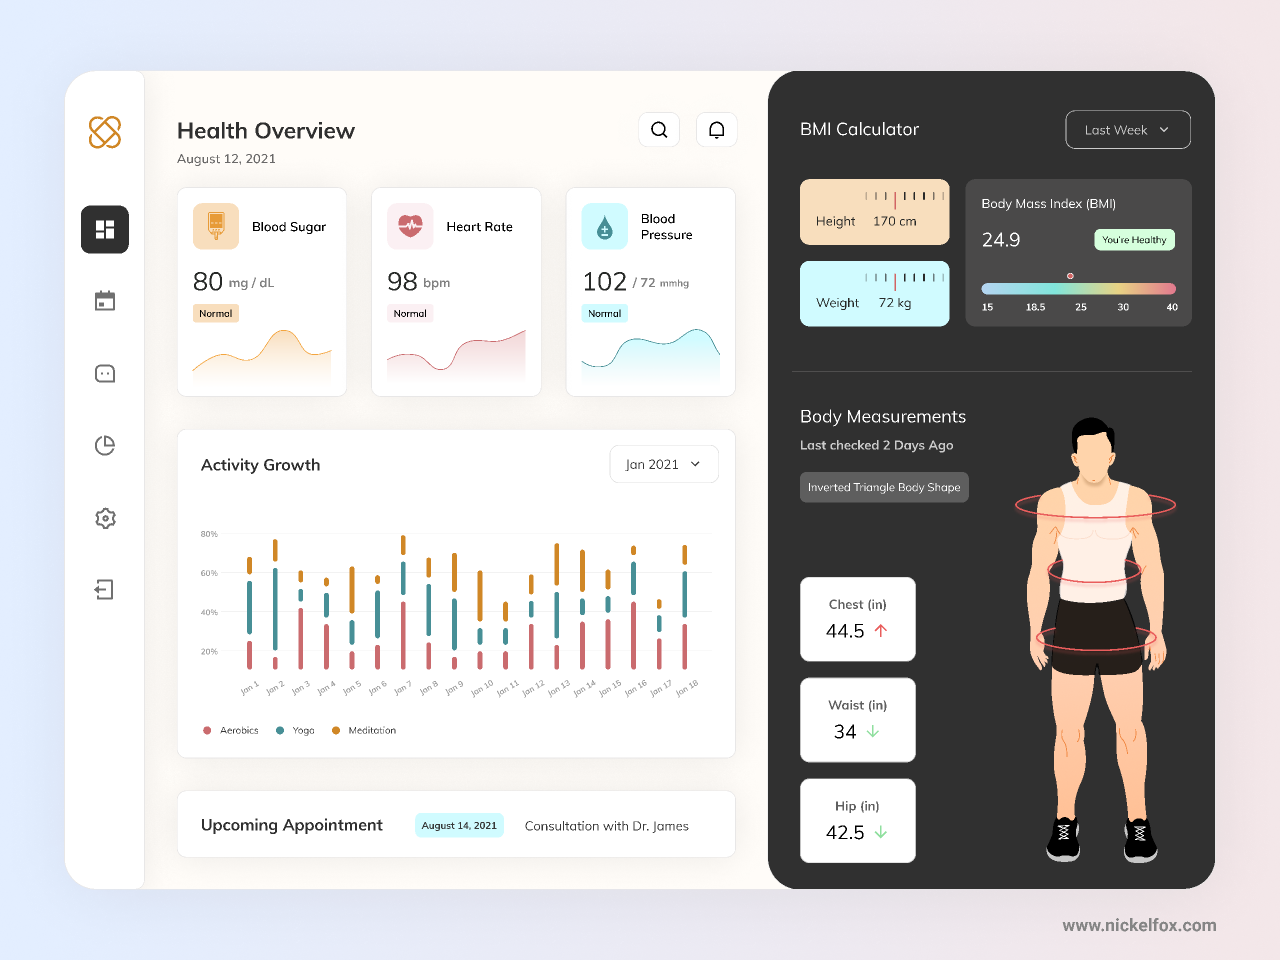 Health Overview
August 12, 2021
Blood Sugar
80 mg / dL
Normal
Heart Rate
98 bpm
Normal
Blood
Pressure
102 / 72 mmhg
Normal
Activity Growth
Jan 2021
80%
60%
40%
20%
Jan 1
Jan 2
Jan 3
Jan 4
Jan 5
Jan 6
Jan 7
Jan 8
Jan 9
Jan 10
Jan 11
Jan 12
Jan 13
Jan 14
Jan 15
Jan 16
Jan 17
Jan 18
Aerobics
Yoga
Meditation
Upcoming Appointment
August 14, 2021
Consultation with Dr. James
BMI Calculator
Last Week
Height 170 cm
Weight 72 kg
Body Mass Index (BMI)
24.9
You're Healthy
15 18.5 25 30 40
Body Measurements
Last checked 2 Days Ago
Inverted Triangle Body Shape
Chest (in)
44.5
Waist (in)
34
Hip (in)
42.5
www.nickelfox.com